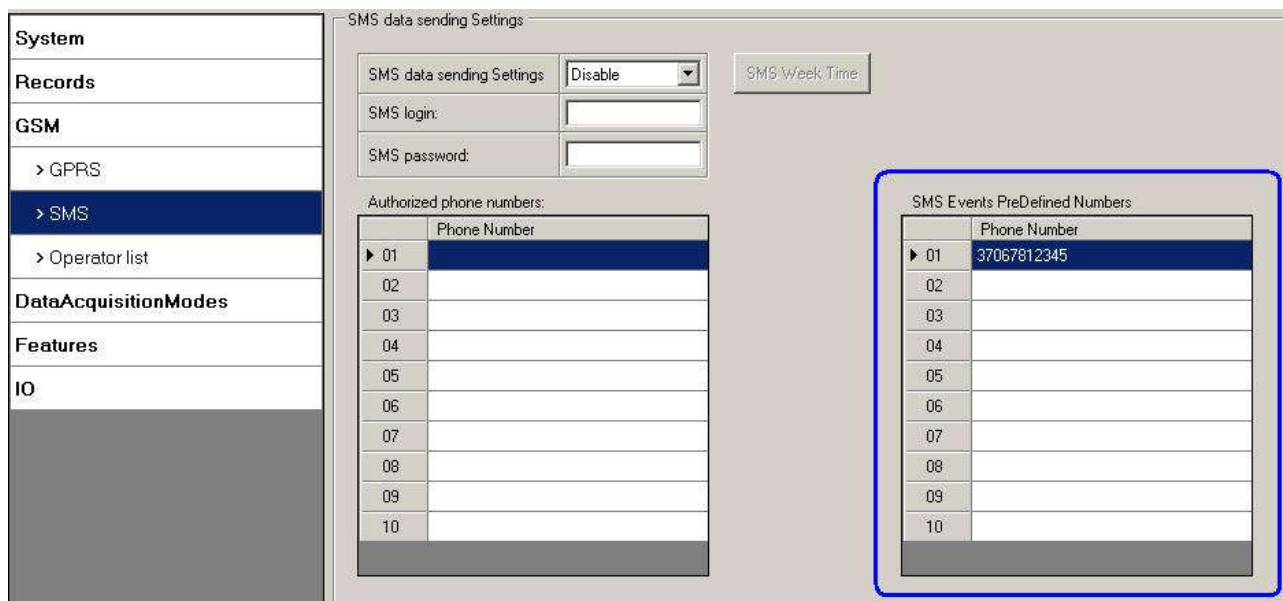 System
Records
GSM
> GPRS
> SMS
> Operator list
DataAcquisitionModes
Features
IO
SMS data sending Settings
SMS data sending Settings Disable SMS Week Time
SMS login:
SMS password:
Authorized phone numbers:
Phone Number
01
02
03
04
05
06
07
08
09
10
SMS Events PreDefined Numbers
Phone Number
01 37067812345
02
03
04
05
06
07
08
09
10